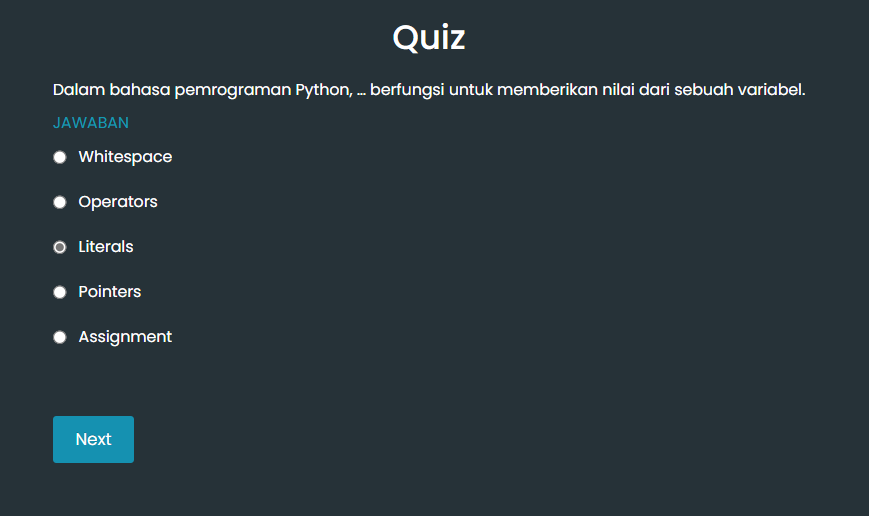 Quiz
Dalam bahasa pemrograman Python, ... berfungsi untuk memberikan nilai dari sebuah variabel.
JAWABAN
Whitespace
Operators
Literals
Pointers
Assignment
Next